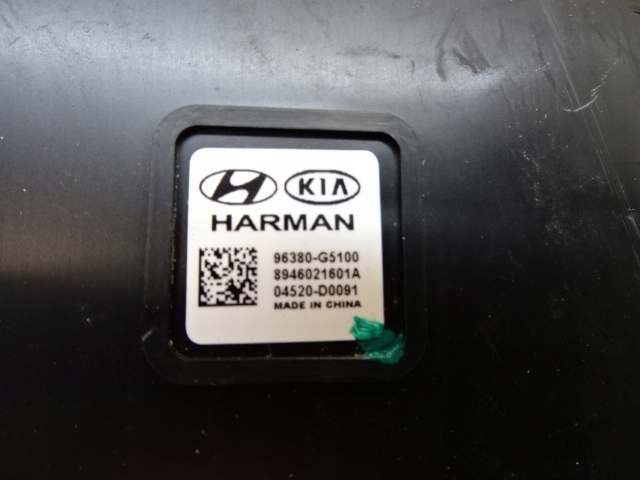 KIA
HARMAN
96380-G5100
8946021601A
04520-D0091
MADE IN CHINA